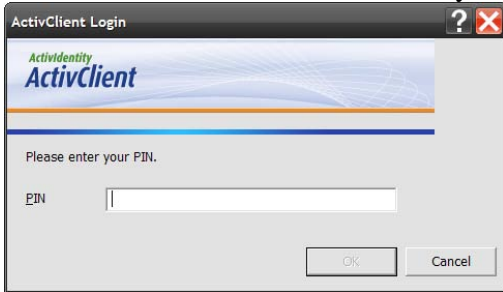 ActivClient Login
ActivIdentity
ActivClient
Please enter your PIN.
PIN
OK
Cancel